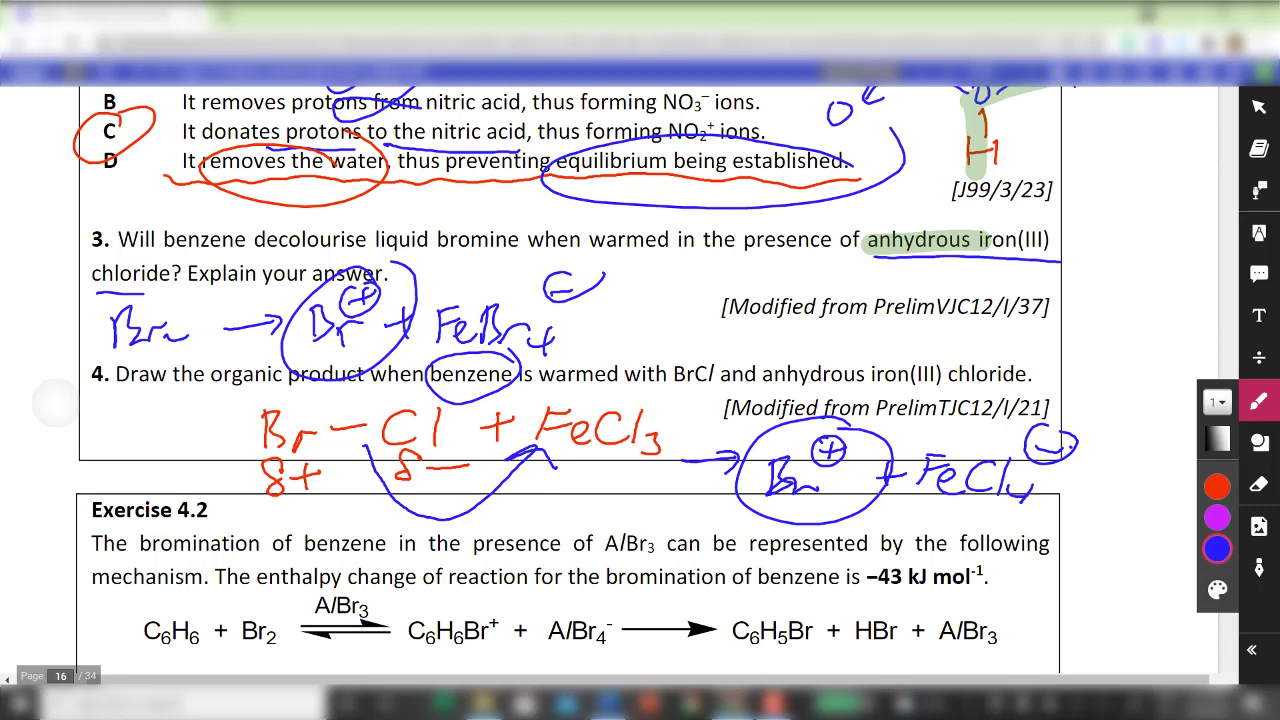 B It removes protons from nitric acid, thus forming NO₃⁻ ions.
O
C It donates protons to the nitric acid, thus forming NO₂⁺ ions.
H
D It removes the water, thus preventing equilibrium being established.
[J99/3/23]
3. Will benzene decolourise liquid bromine when warmed in the presence of anhydrous iron(III)
chloride? Explain your answer.
[Modified from PrelimVJC12/I/37]
Br₂ → Br⁺ + FeBr₄⁻
4. Draw the organic product when benzene is warmed with BrCl and anhydrous iron(III) chloride.
[Modified from PrelimTJC12/I/21]
Br – Cl + FeCl₃ → Br⁺ + FeCl₄⁻
δ+ δ–
Exercise 4.2
The bromination of benzene in the presence of AlBr₃ can be represented by the following
mechanism. The enthalpy change of reaction for the bromination of benzene is −43 kJ mol⁻¹.
AlBr₃
C₆H₆ + Br₂ ⇌ C₆H₆Br⁺ + AlBr₄⁻ → C₆H₅Br + HBr + AlBr₃
Page 16 / 34
1